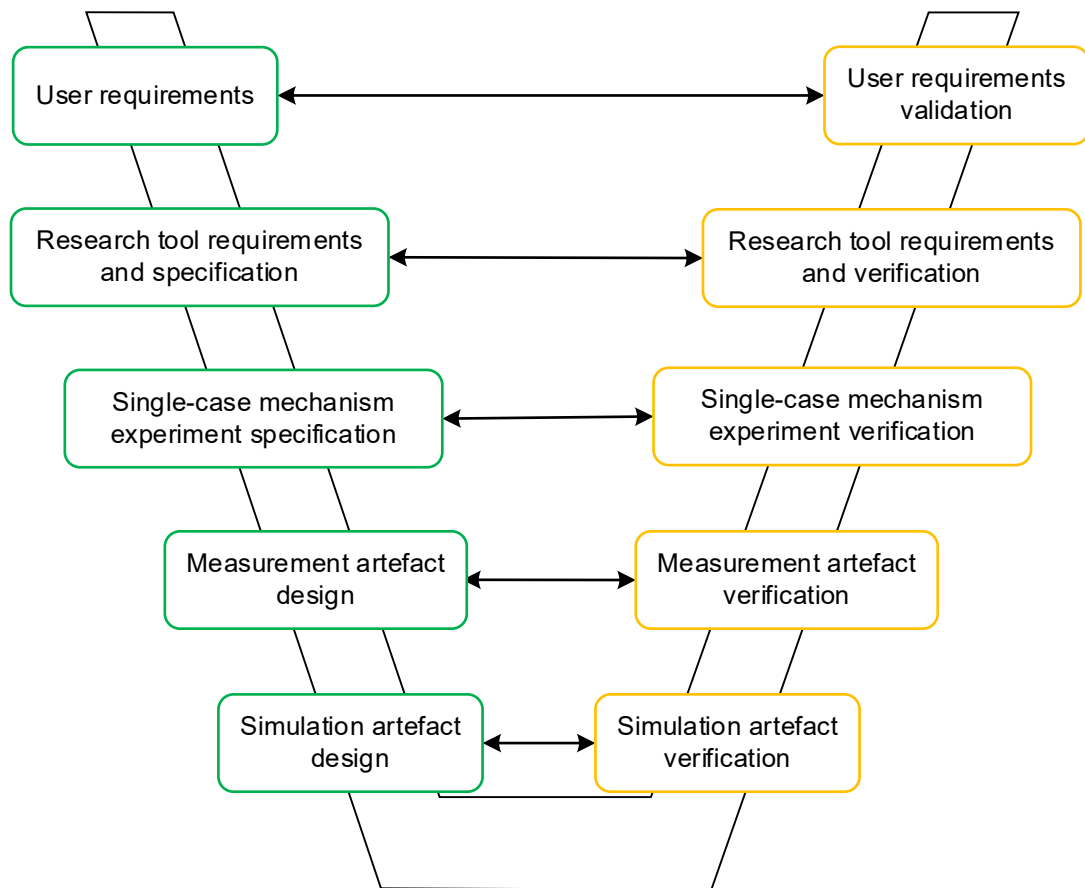 User requirements
User requirements
validation
Research tool requirements
and specification
Research tool requirements
and verification
Single-case mechanism
experiment specification
Single-case mechanism
experiment verification
Measurement artefact
design
Measurement artefact
verification
Simulation artefact
design
Simulation artefact
verification